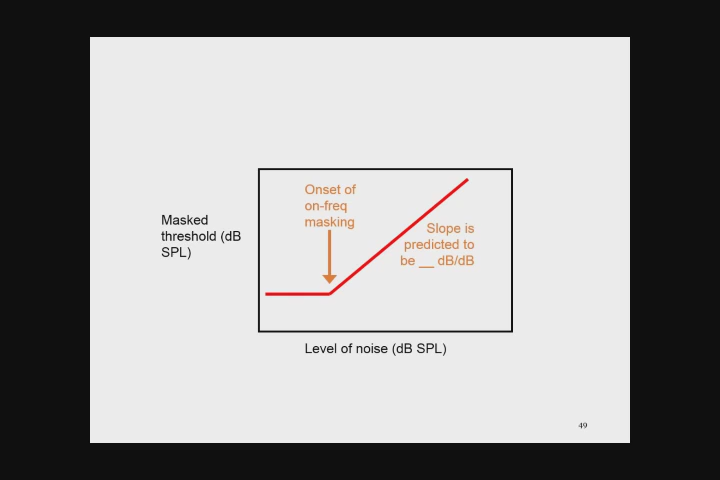 Onset of
on-freq
masking
Masked
threshold (dB
SPL)
Slope is
predicted to
be __ dB/dB
Level of noise (dB SPL)
49